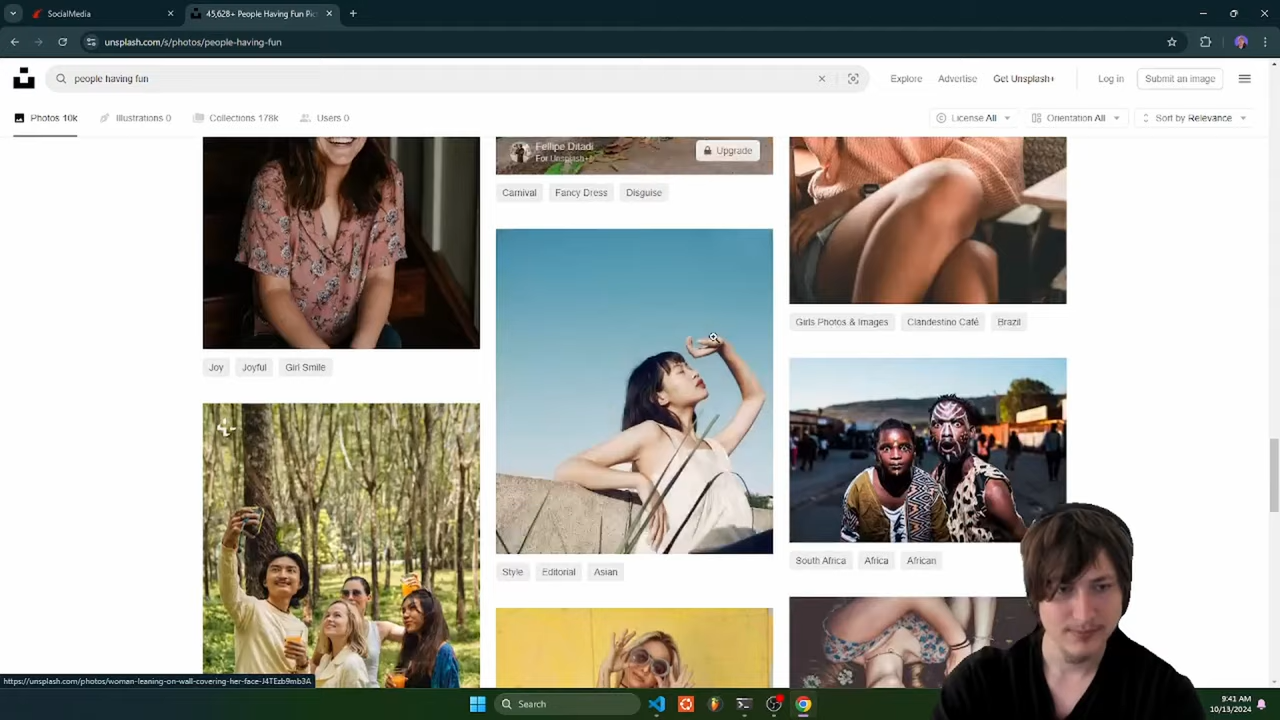 SocialMedia
45,628+ People Having Fun Pic
unsplash.com/s/photos/people-having-fun
people having fun
Explore
Advertise
Get Unsplash+
Log in
Submit an image
Photos 10k
Illustrations 0
Collections 178k
Users 0
License All
Orientation All
Sort by Relevance
Fellipe Ditadi
For Unsplash+
Upgrade
Carnival
Fancy Dress
Disguise
Girls Photos & Images
Clandestino Café
Brazil
Joy
Joyful
Girl Smile
Style
Editorial
Asian
South Africa
Africa
African
https://unsplash.com/photos/woman-leaning-on-wall-covering-her-face-J4TEzb9mb3A
Search
9:41 AM
10/13/2024